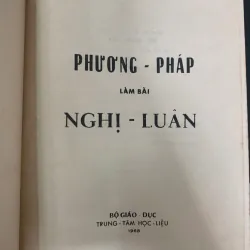 PHƯƠNG - PHÁP
LÀM BÀI
NGHỊ - LUẬN
BỘ GIÁO - DỤC
TRUNG - TÂM HỌC - LIỆU